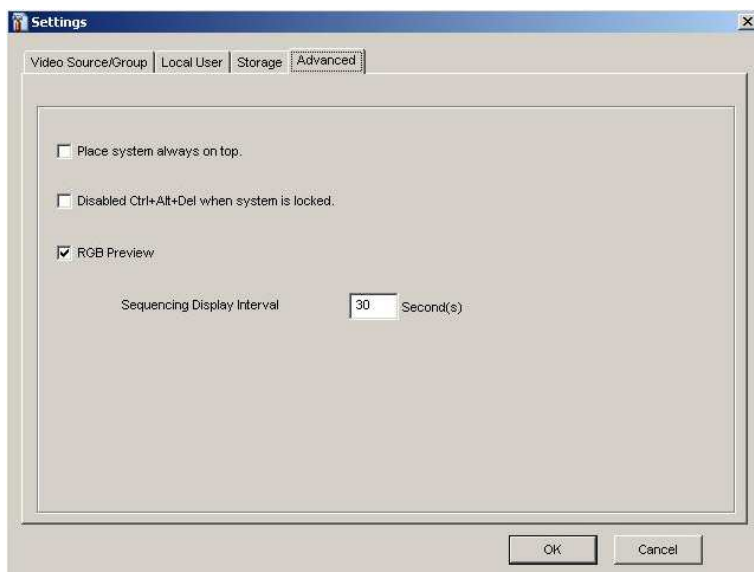 Settings
Video Source/Group Local User Storage Advanced
Place system always on top.
Disabled Ctrl+Alt+Del when system is locked.
RGB Preview
Sequencing Display Interval 30 Second(s)
OK Cancel